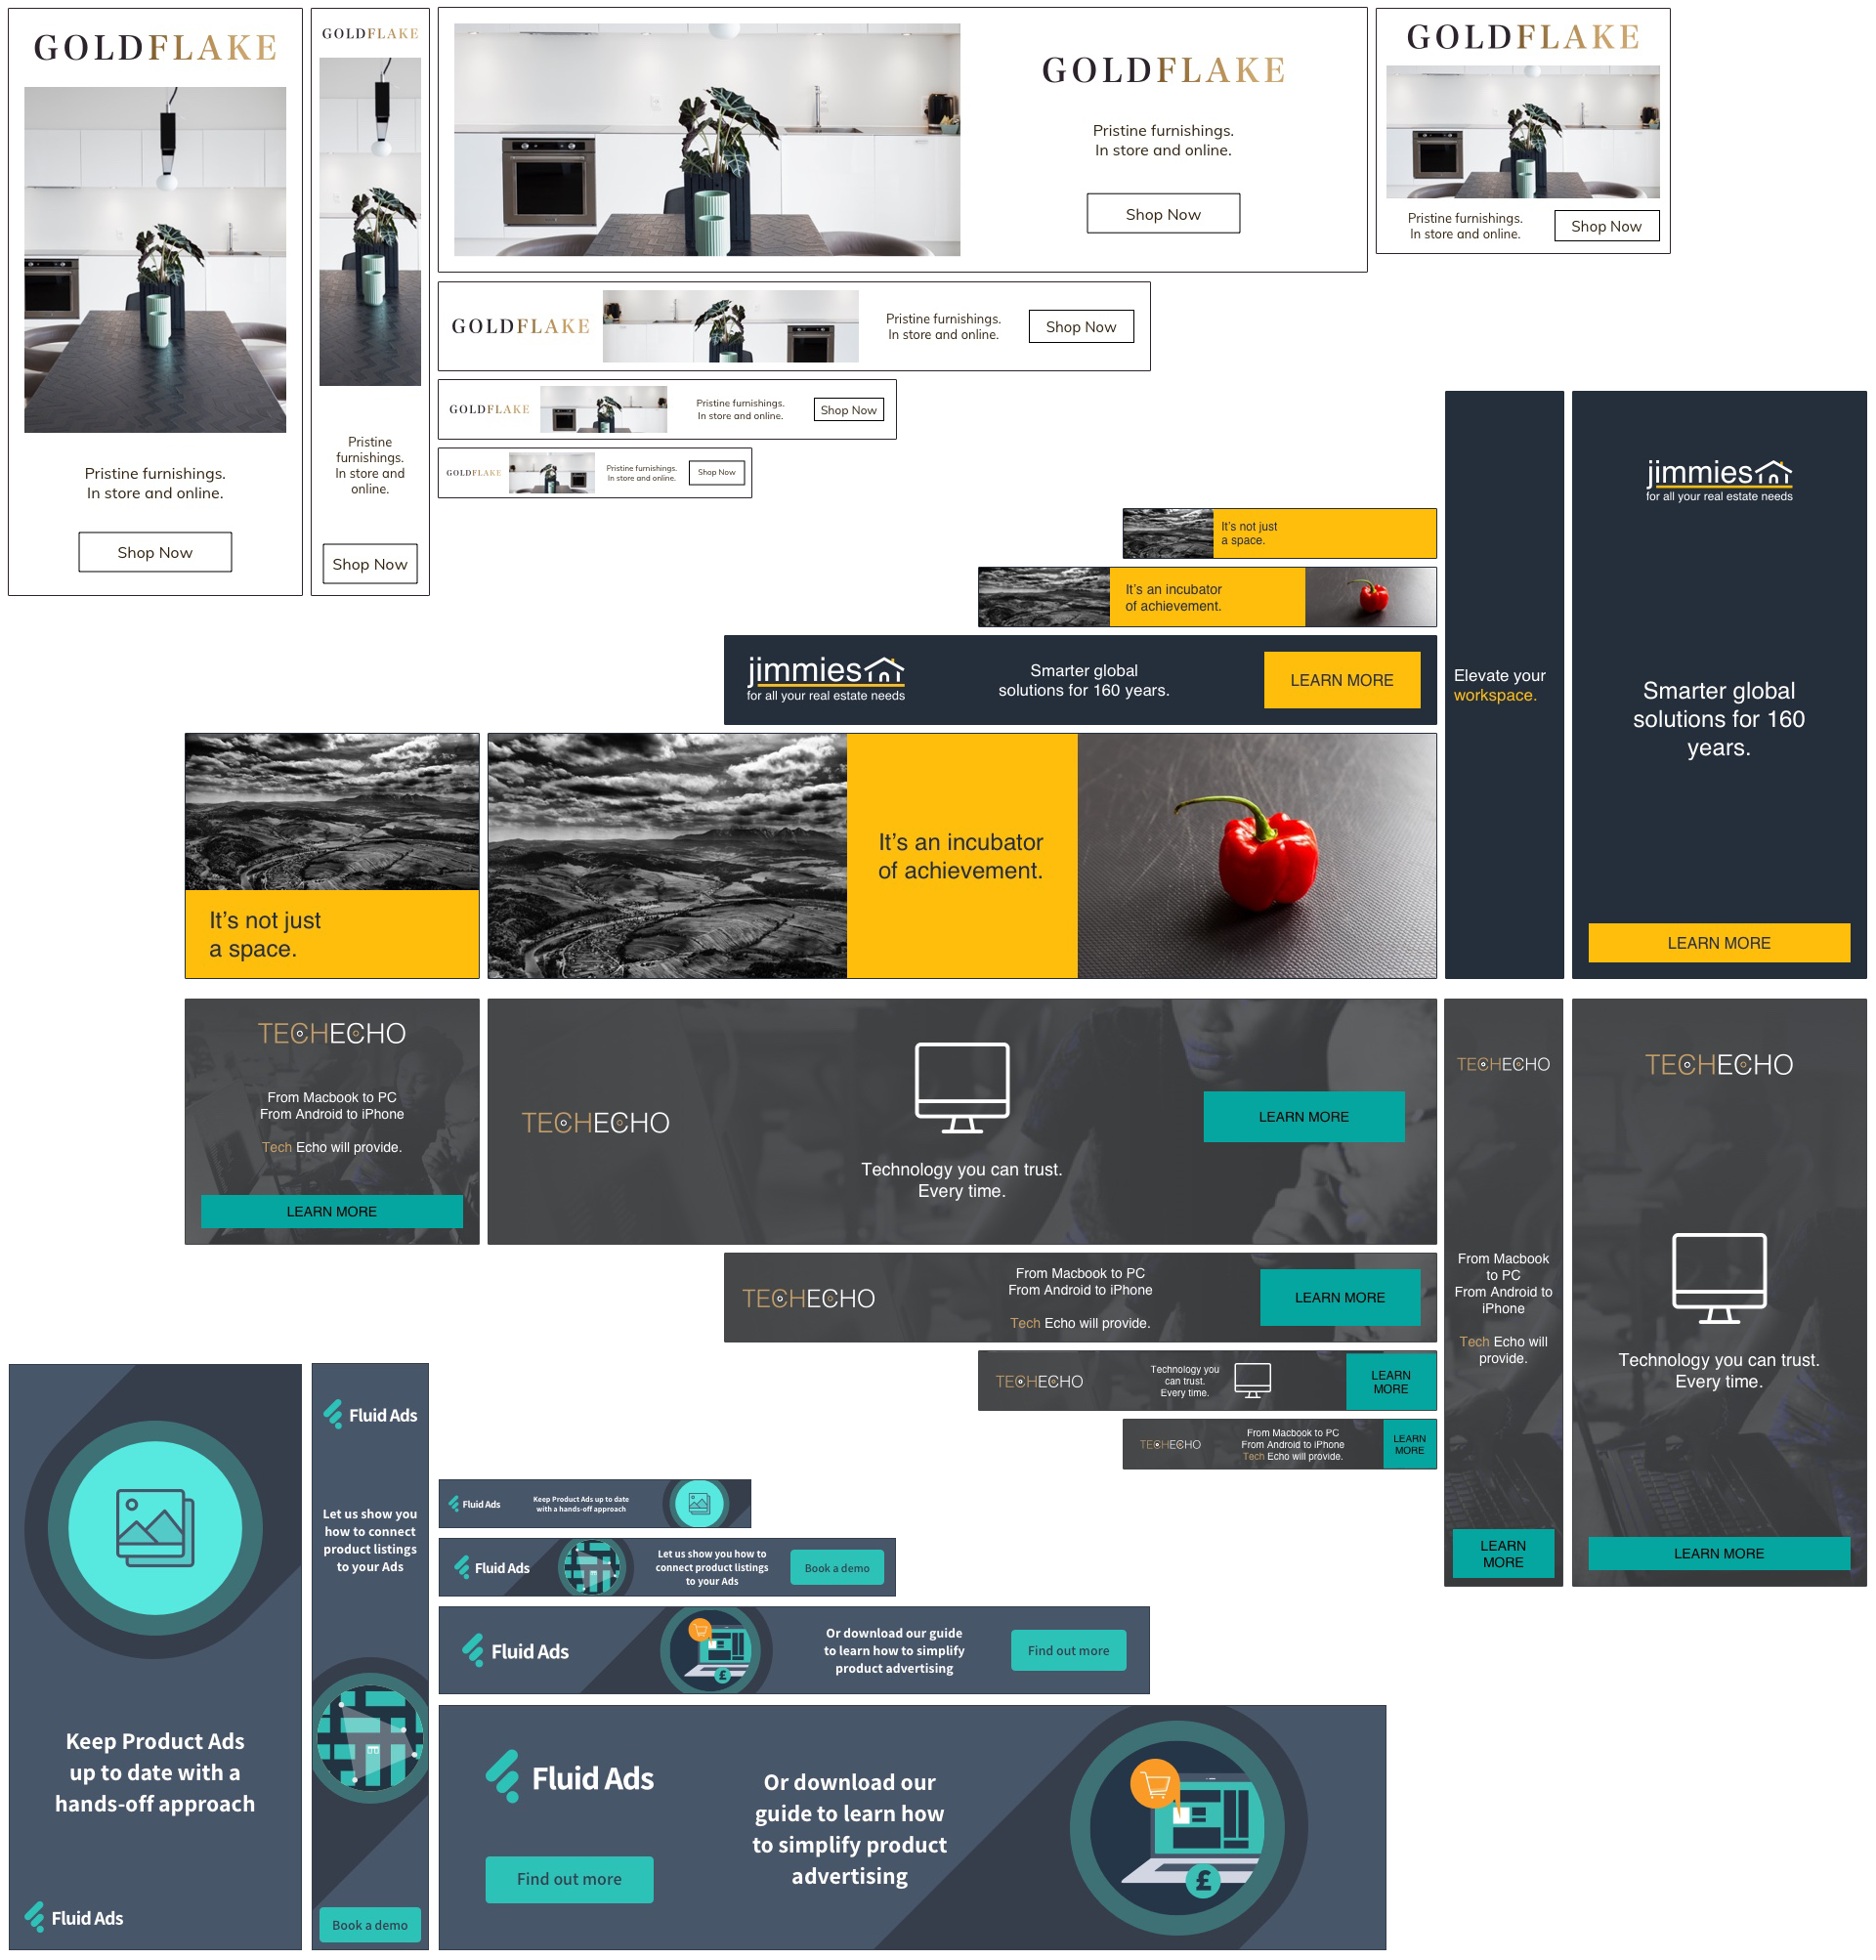 GOLDFLAKE
Pristine furnishings.
In store and online.
Shop Now
GOLDFLAKE
Pristine
furnishings.
In store and
online.
Shop Now
GOLDFLAKE
Pristine furnishings.
In store and online.
Shop Now
GOLDFLAKE
Pristine furnishings.
In store and online.
Shop Now
GOLDFLAKE
Pristine furnishings.
In store and online.
Shop Now
GOLDFLAKE
Pristine furnishings.
In store and online.
Shop Now
GOLDFLAKE
Pristine furnishings.
In store and online.
Shop Now
It's not just
a space.
It's an incubator
of achievement.
jimmies
for all your real estate needs
Smarter global
solutions for 160 years.
LEARN MORE
Elevate your
workspace.
jimmies
for all your real estate needs
Smarter global
solutions for 160
years.
LEARN MORE
It's not just
a space.
It's an incubator
of achievement.
TECHECHO
From Macbook to PC
From Android to iPhone
Tech Echo will provide.
LEARN MORE
TECHECHO
Technology you can trust.
Every time.
LEARN MORE
TECHECHO
From Macbook
to PC
From Android to
iPhone
Tech Echo will
provide.
LEARN
MORE
TECHECHO
Technology you can trust.
Every time.
LEARN MORE
TECHECHO
From Macbook to PC
From Android to iPhone
Tech Echo will provide.
LEARN MORE
TECHECHO
Technology you
can trust.
Every time.
LEARN
MORE
TECHECHO
From Macbook to PC
From Android to iPhone
Tech Echo will provide.
LEARN
MORE
Keep Product Ads
up to date with a
hands-off approach
Fluid Ads
Fluid Ads
Let us show you
how to connect
product listings
to your Ads
Book a demo
Fluid Ads
Keep Product Ads up to date
with a hands-off approach
Fluid Ads
Let us show you how to
connect product listings
to your Ads
Book a demo
Fluid Ads
£
Or download our guide
to learn how to simplify
product advertising
Find out more
Fluid Ads
Find out more
Or download our
guide to learn how
to simplify product
advertising
£